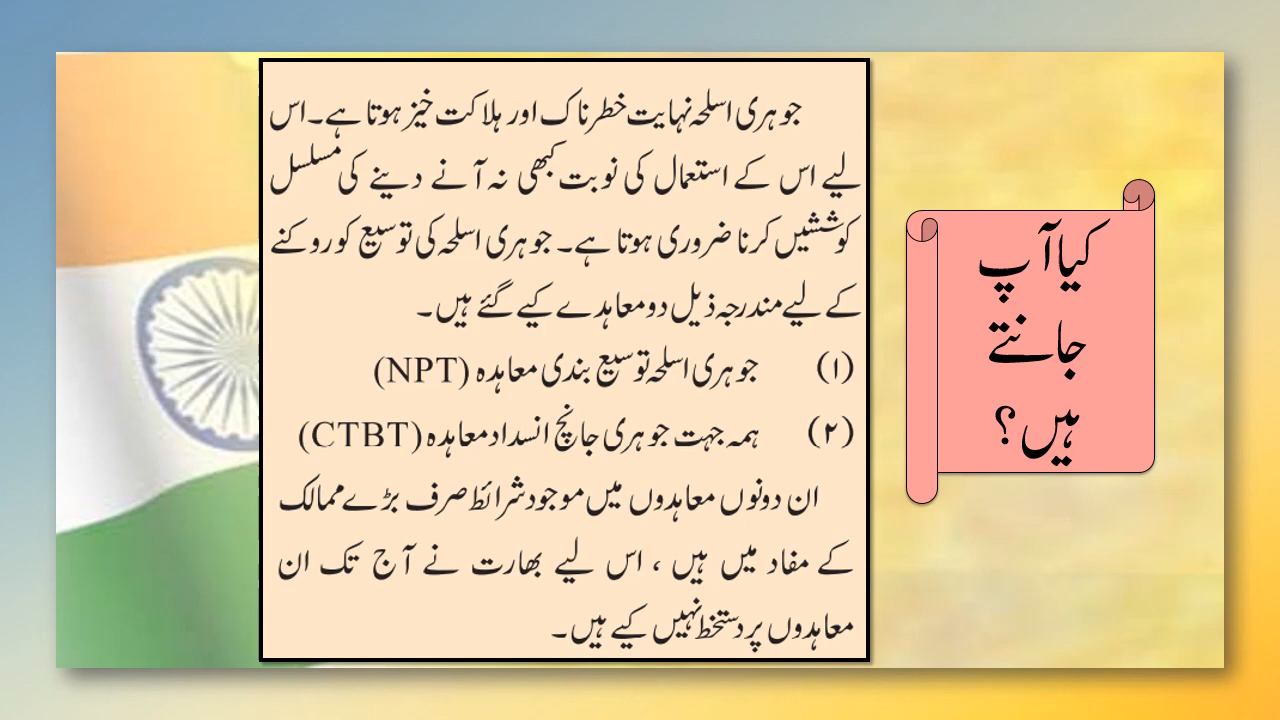 کیا آپ
جانتے
ہیں؟
جوہری اسلحہ نہایت خطرناک اور ہلاکت خیز ہوتا ہے۔ اس
لیے اس کے استعمال کی نوبت کبھی نہ آنے دینے کی مسلسل
کوششیں کرنا ضروری ہوتا ہے۔ جوہری اسلحہ کی توسیع کو روکنے
کے لیے مندرجہ ذیل دو معاہدے کیے گئے ہیں۔
(۱) جوہری اسلحہ توسیع بندی معاہدہ (NPT)
(۲) ہمہ جہت جوہری جانچ انسداد معاہدہ (CTBT)
ان دونوں معاہدوں میں موجود شرائط صرف بڑے ممالک
کے مفاد میں ہیں، اس لیے بھارت نے آج تک ان
معاہدوں پر دستخط نہیں کیے ہیں۔